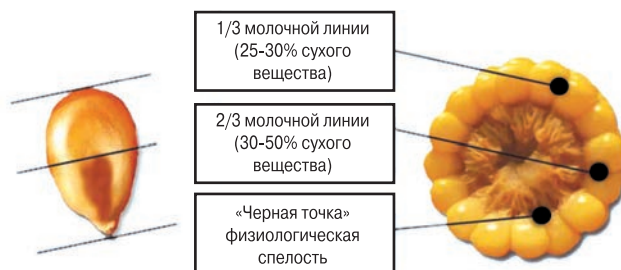 1/3 молочной линии
(25-30% сухого
вещества)
2/3 молочной линии
(30-50% сухого
вещества)
«Черная точка»
физиологическая
спелость